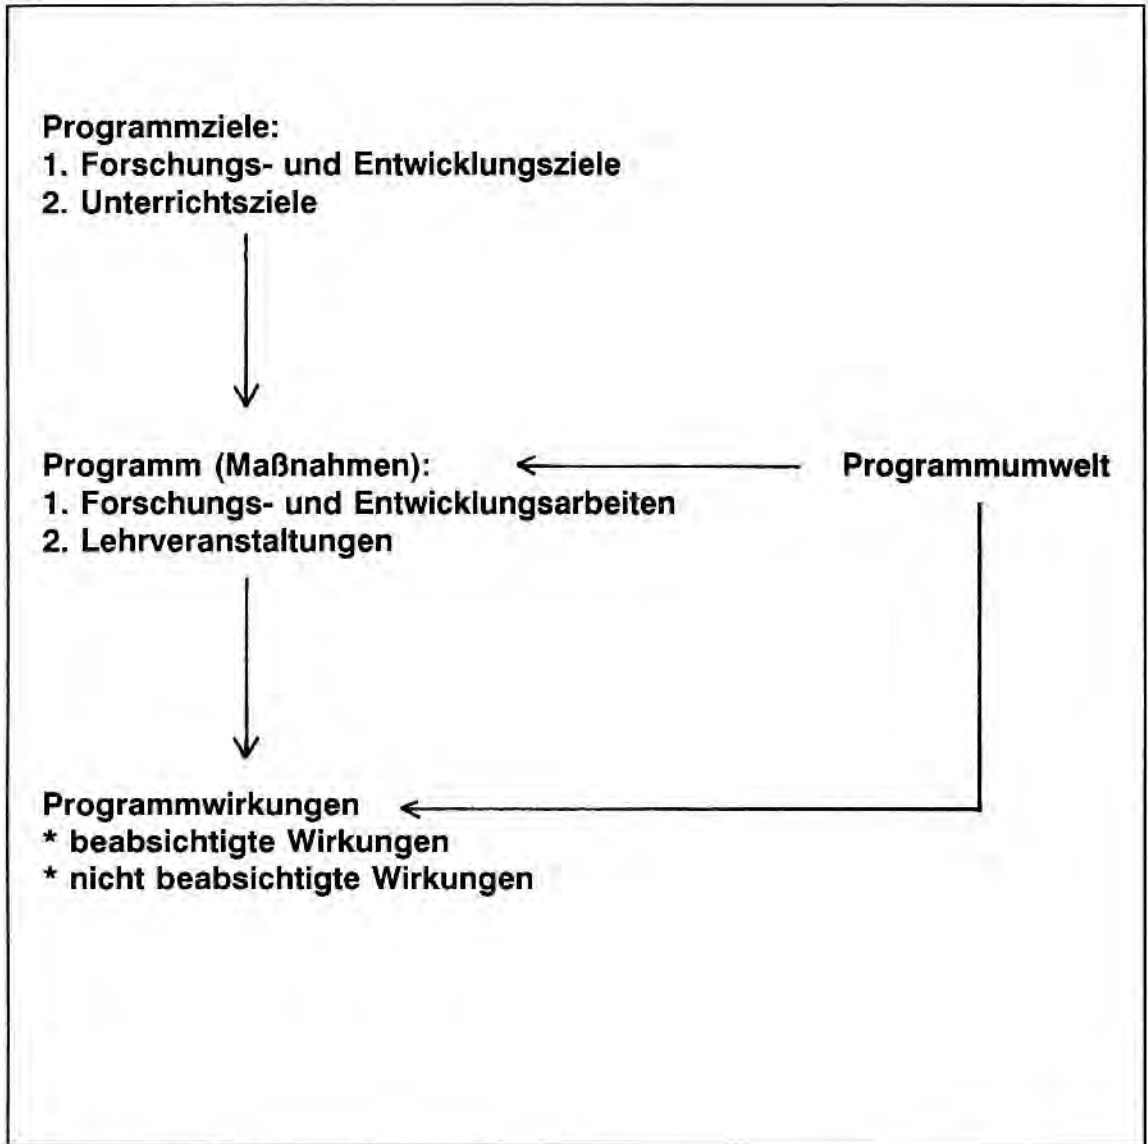 Programmziele:
1. Forschungs- und Entwicklungsziele
2. Unterrichtsziele
Programm (Maßnahmen):
Programmumwelt
1. Forschungs- und Entwicklungsarbeiten
2. Lehrveranstaltungen
Programmwirkungen
* beabsichtigte Wirkungen
* nicht beabsichtigte Wirkungen